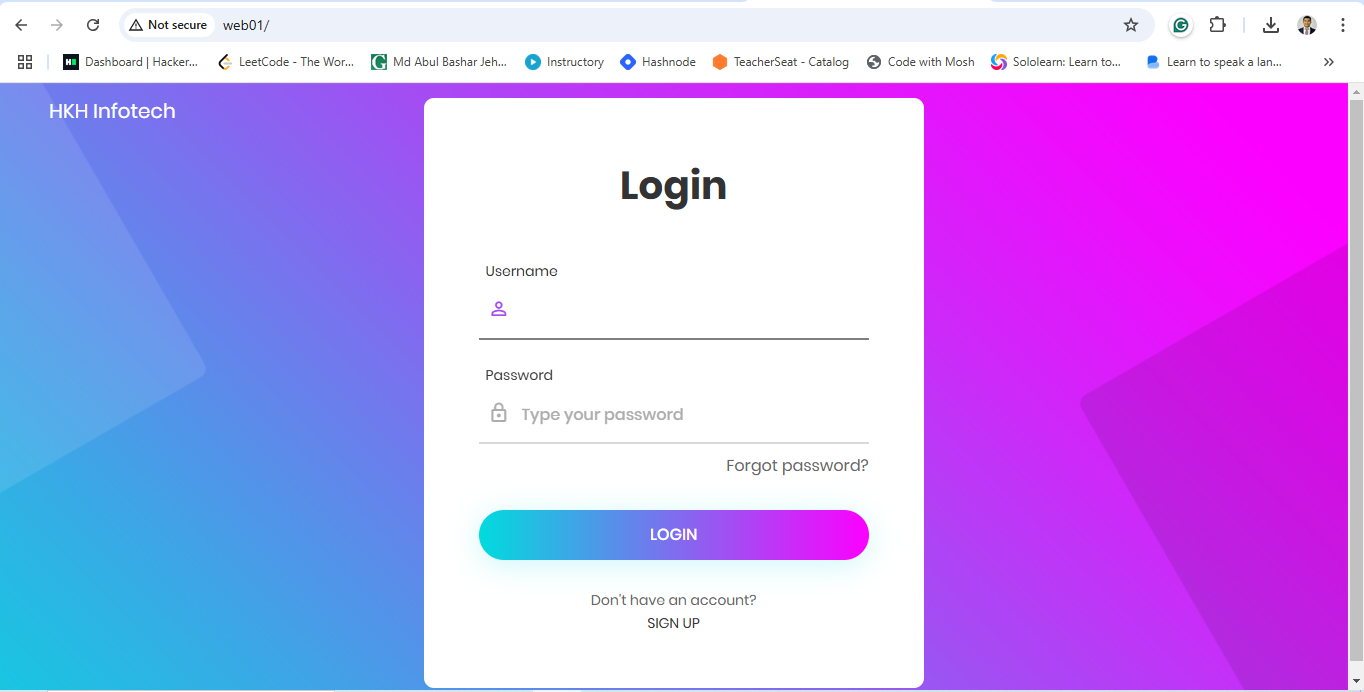 Not secure web01/
Dashboard | Hacker... LeetCode - The Wor... Md Abul Bashar Jeh... Instructory Hashnode TeacherSeat - Catalog Code with Mosh Sololearn: Learn to... Learn to speak a lan...
HKH Infotech
Login
Username
Password
Type your password
Forgot password?
LOGIN
Don't have an account?
SIGN UP